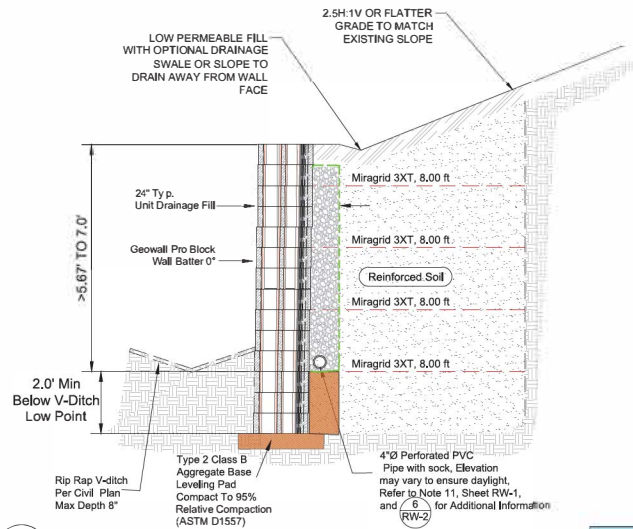 2.5H:1V OR FLATTER
GRADE TO MATCH
EXISTING SLOPE
LOW PERMEABLE FILL
WITH OPTIONAL DRAINAGE
SWALE OR SLOPE TO
DRAIN AWAY FROM WALL
FACE
24" Typ.
Unit Drainage Fill
Miragrid 3XT, 8.00 ft
Geowall Pro Block
Wall Batter 0°
Miragrid 3XT, 8.00 ft
Reinforced Soil
Miragrid 3XT, 8.00 ft
Miragrid 3XT, 8.00 ft
>5.67' TO 7.0'
2.0' Min
Below V-Ditch
Low Point
Rip Rap V-ditch
Per Civil Plan
Max Depth 8"
Type 2 Class B
Aggregate Base
Leveling Pad
Compact To 95%
Relative Compaction
(ASTM D1557)
4"Ø Perforated PVC
Pipe with sock, Elevation
may vary to ensure daylight,
Refer to Note 11, Sheet RW-1,
and 6 RW-2 for Additional Information